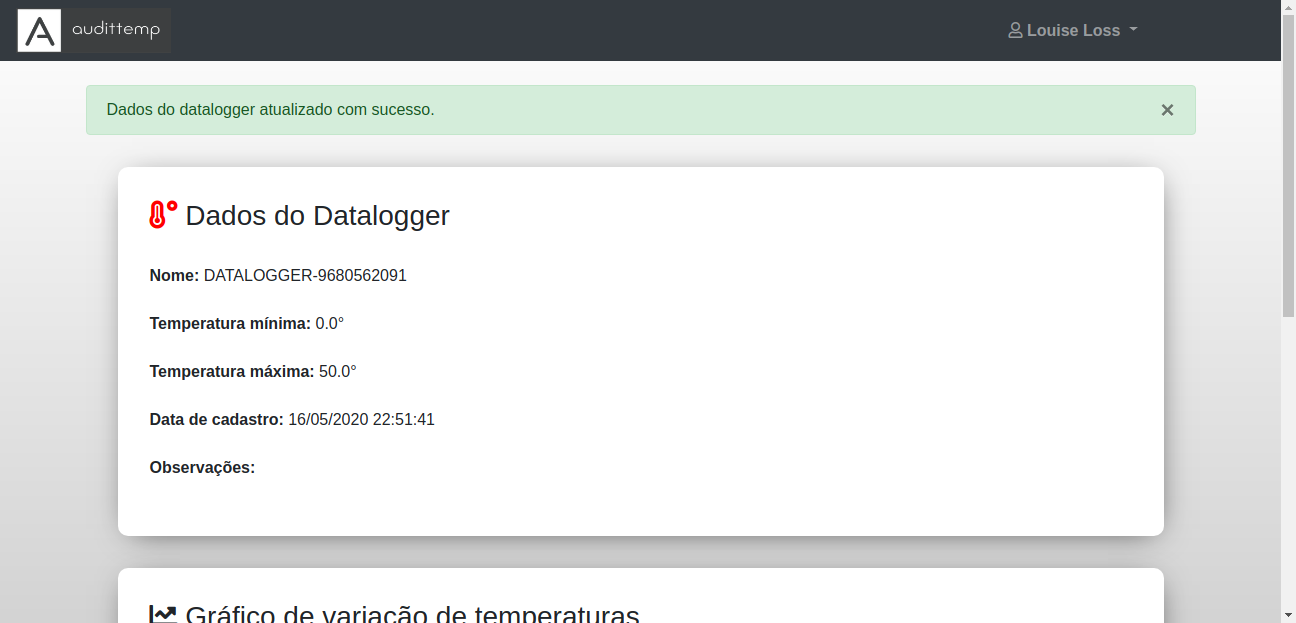 A audittemp
Louise Loss
Dados do datalogger atualizado com sucesso. ×
Dados do Datalogger
Nome: DATALOGGER-9680562091
Temperatura mínima: 0.0°
Temperatura máxima: 50.0°
Data de cadastro: 16/05/2020 22:51:41
Observações:
Gráfico de variação de temperaturas